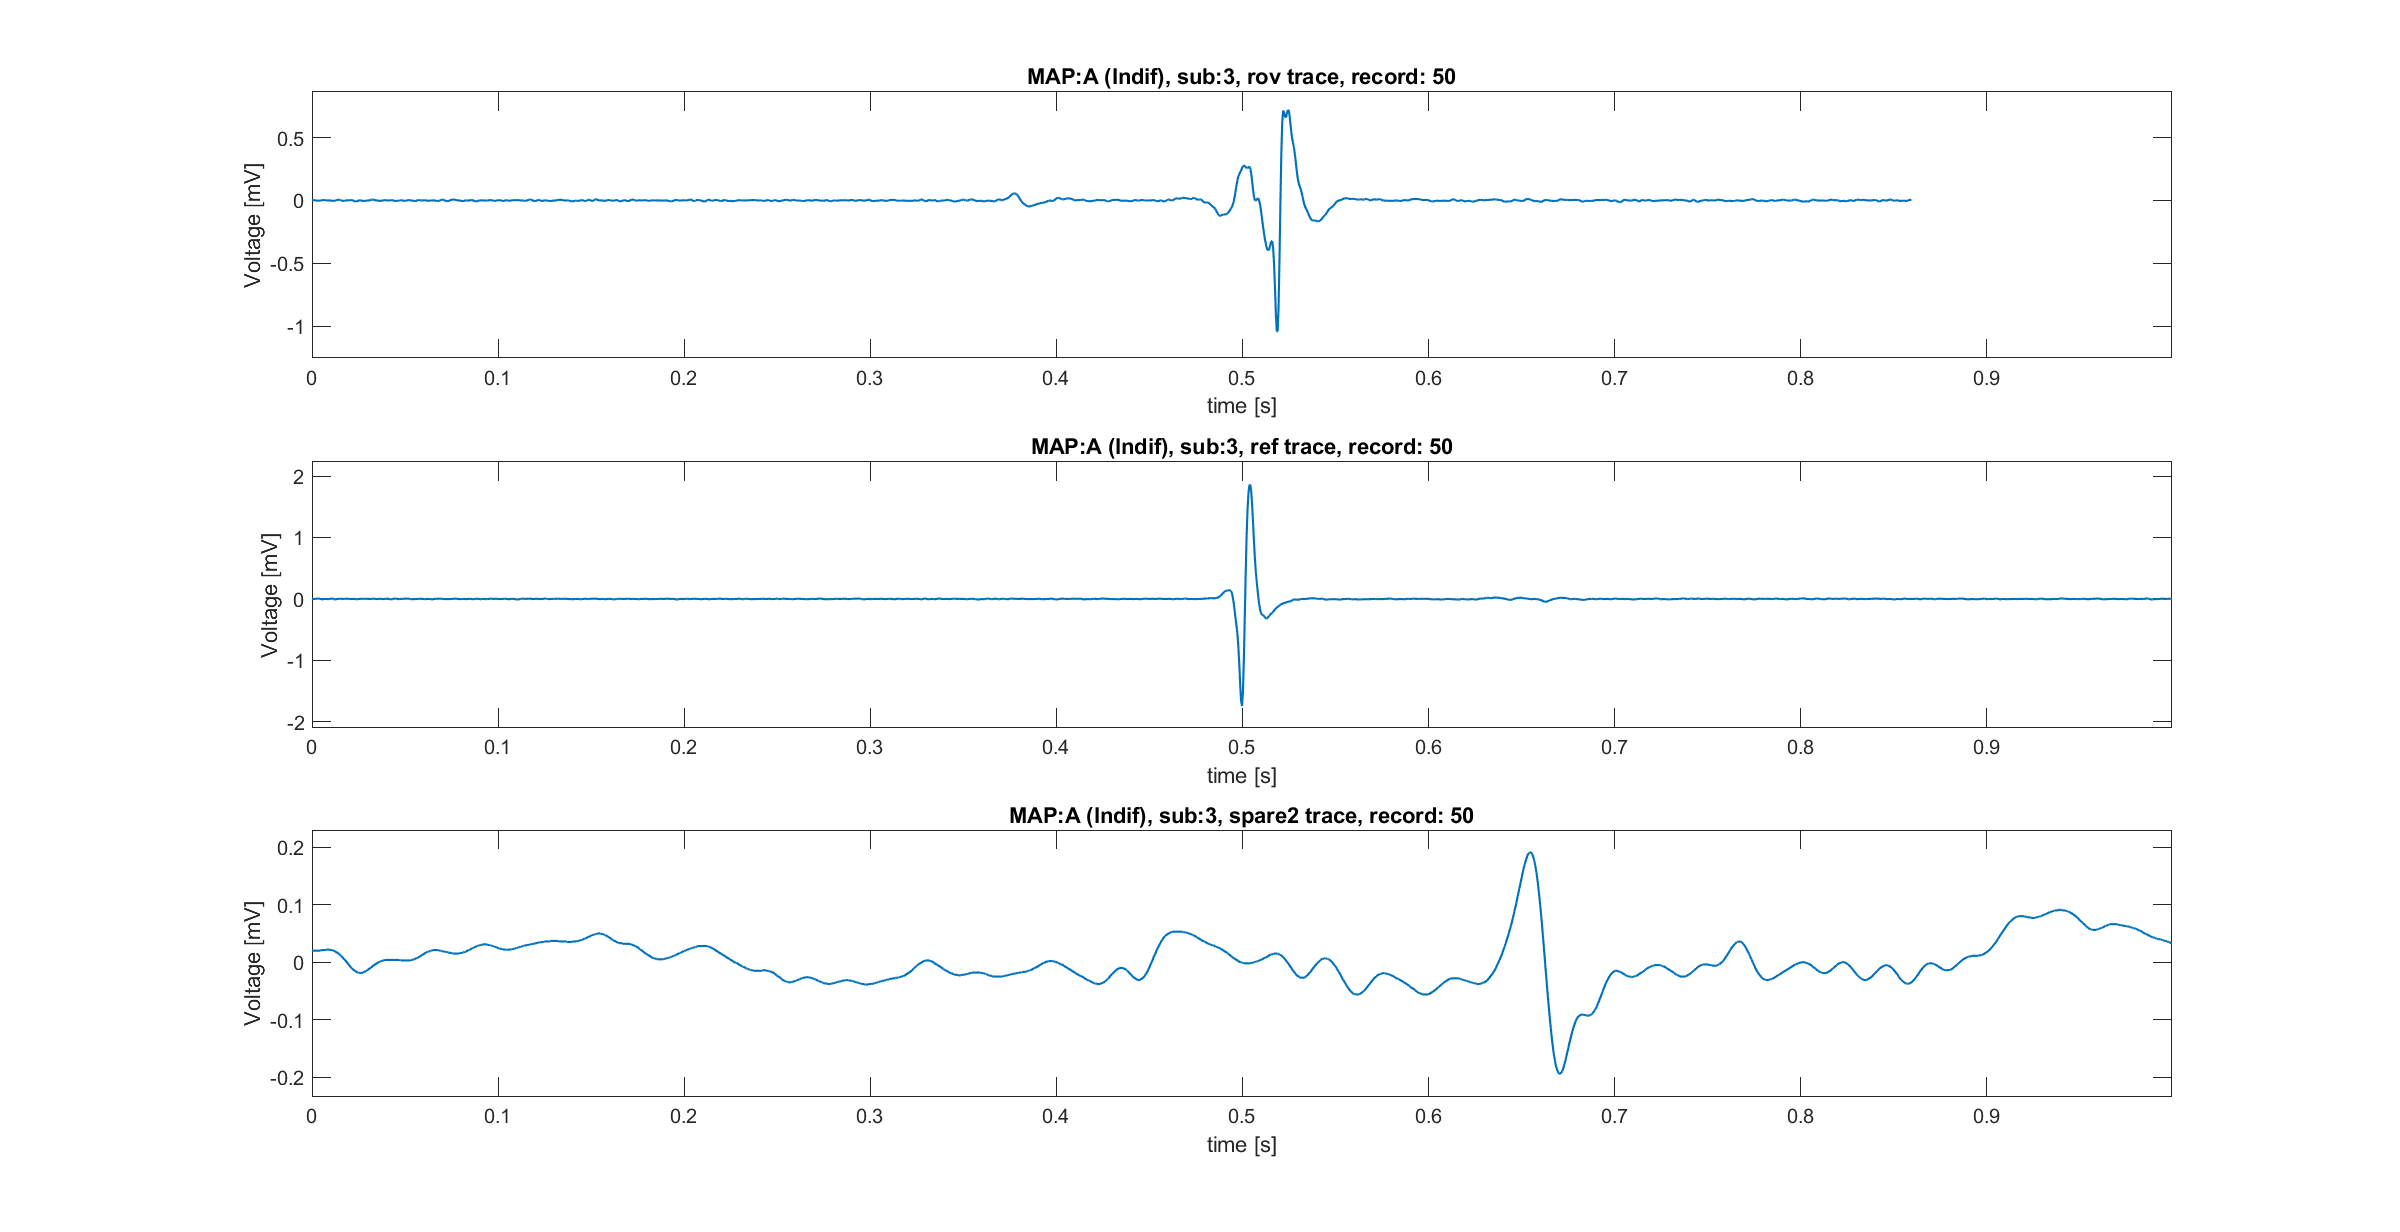 MAP:A (Indif), sub:3, rov trace, record: 50
Voltage [mV]
0.5
0
-0.5
-1
0 0.1 0.2 0.3 0.4 0.5 0.6 0.7 0.8 0.9
time [s]
MAP:A (Indif), sub:3, ref trace, record: 50
Voltage [mV]
2
1
0
-1
-2
0 0.1 0.2 0.3 0.4 0.5 0.6 0.7 0.8 0.9
time [s]
MAP:A (Indif), sub:3, spare2 trace, record: 50
Voltage [mV]
0.2
0.1
0
-0.1
-0.2
0 0.1 0.2 0.3 0.4 0.5 0.6 0.7 0.8 0.9
time [s]